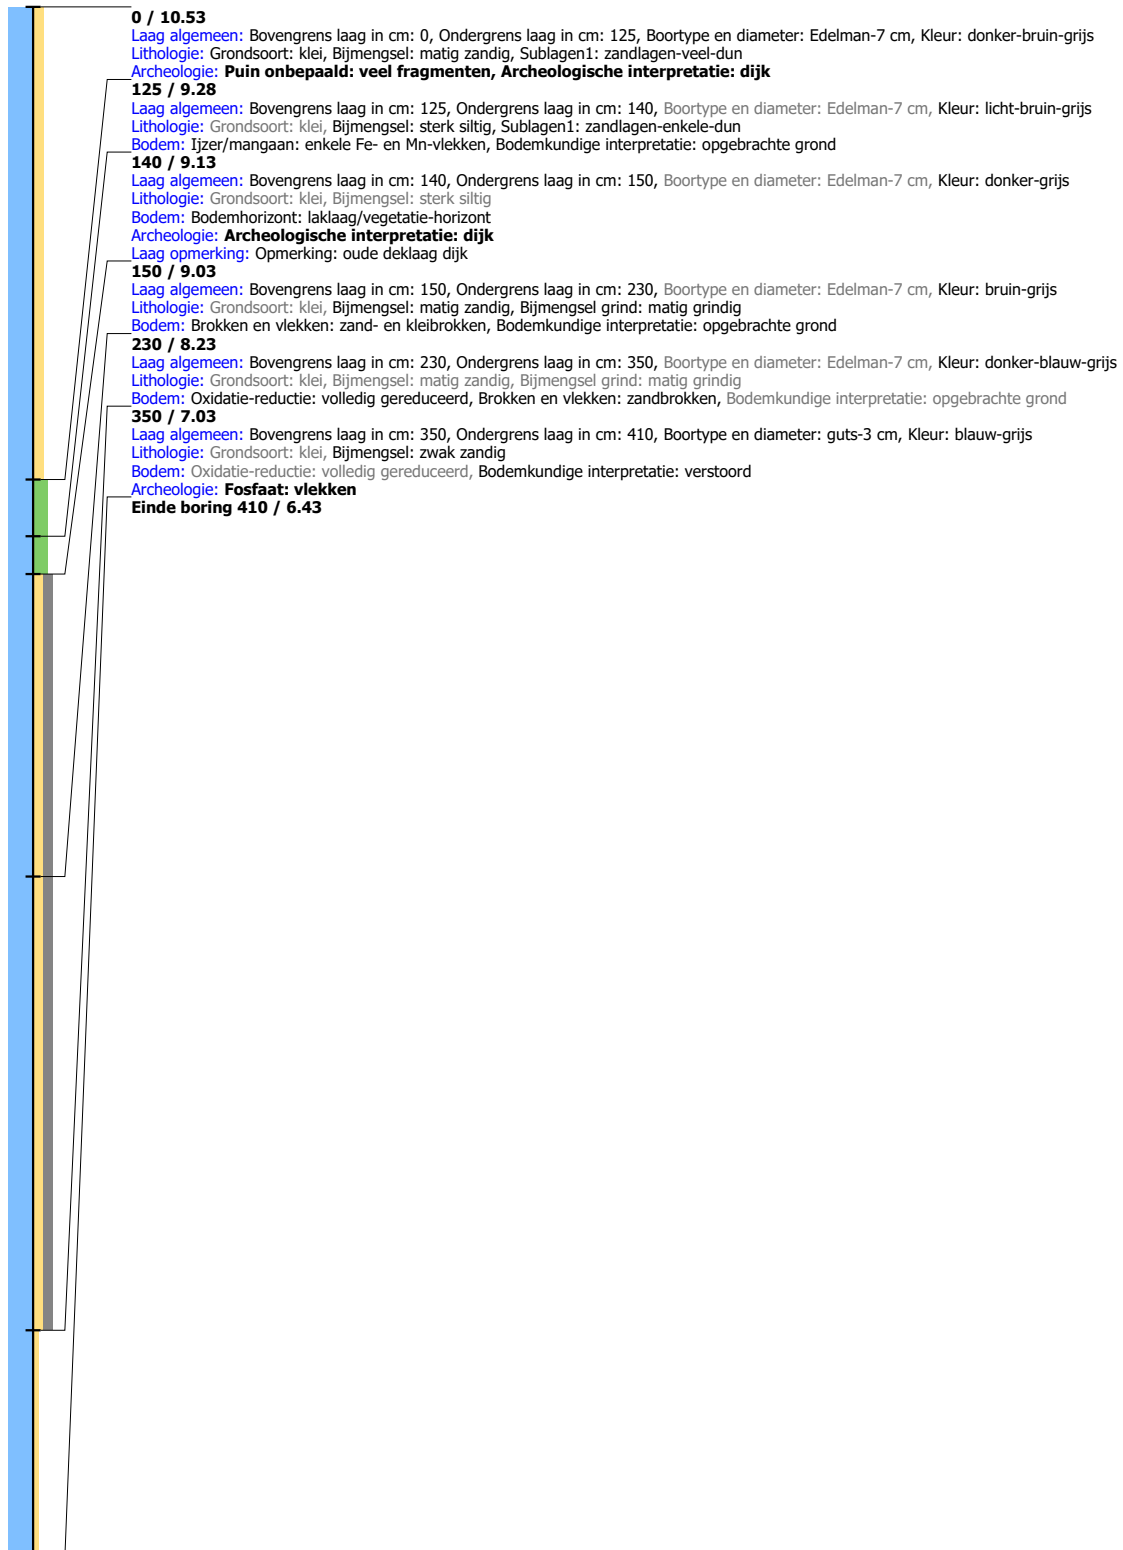 0 / 10.53
Laag algemeen: Bovengrens laag in cm: 0, Ondergrens laag in cm: 125, Boortype en diameter: Edelman-7 cm, Kleur: donker-bruin-grijs
Lithologie: Grondsoort: klei, Bijmengsel: matig zandig, Sublagen1: zandlagen-veel-dun
Archeologie: Puin onbepaald: veel fragmenten, Archeologische interpretatie: dijk
125 / 9.28
Laag algemeen: Bovengrens laag in cm: 125, Ondergrens laag in cm: 140, Boortype en diameter: Edelman-7 cm, Kleur: licht-bruin-grijs
Lithologie: Grondsoort: klei, Bijmengsel: sterk siltig, Sublagen1: zandlagen-enkele-dun
Bodem: Ijzer/mangaan: enkele Fe- en Mn-vlekken, Bodemkundige interpretatie: opgebrachte grond
140 / 9.13
Laag algemeen: Bovengrens laag in cm: 140, Ondergrens laag in cm: 150, Boortype en diameter: Edelman-7 cm, Kleur: donker-grijs
Lithologie: Grondsoort: klei, Bijmengsel: sterk siltig
Bodem: Bodemhorizont: laklaag/vegetatie-horizont
Archeologie: Archeologische interpretatie: dijk
Laag opmerking: Opmerking: oude deklaag dijk
150 / 9.03
Laag algemeen: Bovengrens laag in cm: 150, Ondergrens laag in cm: 230, Boortype en diameter: Edelman-7 cm, Kleur: bruin-grijs
Lithologie: Grondsoort: klei, Bijmengsel: matig zandig, Bijmengsel grind: matig grindig
Bodem: Brokken en vlekken: zand- en kleibrokken, Bodemkundige interpretatie: opgebrachte grond
230 / 8.23
Laag algemeen: Bovengrens laag in cm: 230, Ondergrens laag in cm: 350, Boortype en diameter: Edelman-7 cm, Kleur: donker-blauw-grijs
Lithologie: Grondsoort: klei, Bijmengsel: matig zandig, Bijmengsel grind: matig grindig
Bodem: Oxidatie-reductie: volledig gereduceerd, Brokken en vlekken: zandbrokken, Bodemkundige interpretatie: opgebrachte grond
350 / 7.03
Laag algemeen: Bovengrens laag in cm: 350, Ondergrens laag in cm: 410, Boortype en diameter: guts-3 cm, Kleur: blauw-grijs
Lithologie: Grondsoort: klei, Bijmengsel: zwak zandig
Bodem: Oxidatie-reductie: volledig gereduceerd, Bodemkundige interpretatie: verstoord
Archeologie: Fosfaat: vlekken
Einde boring 410 / 6.43